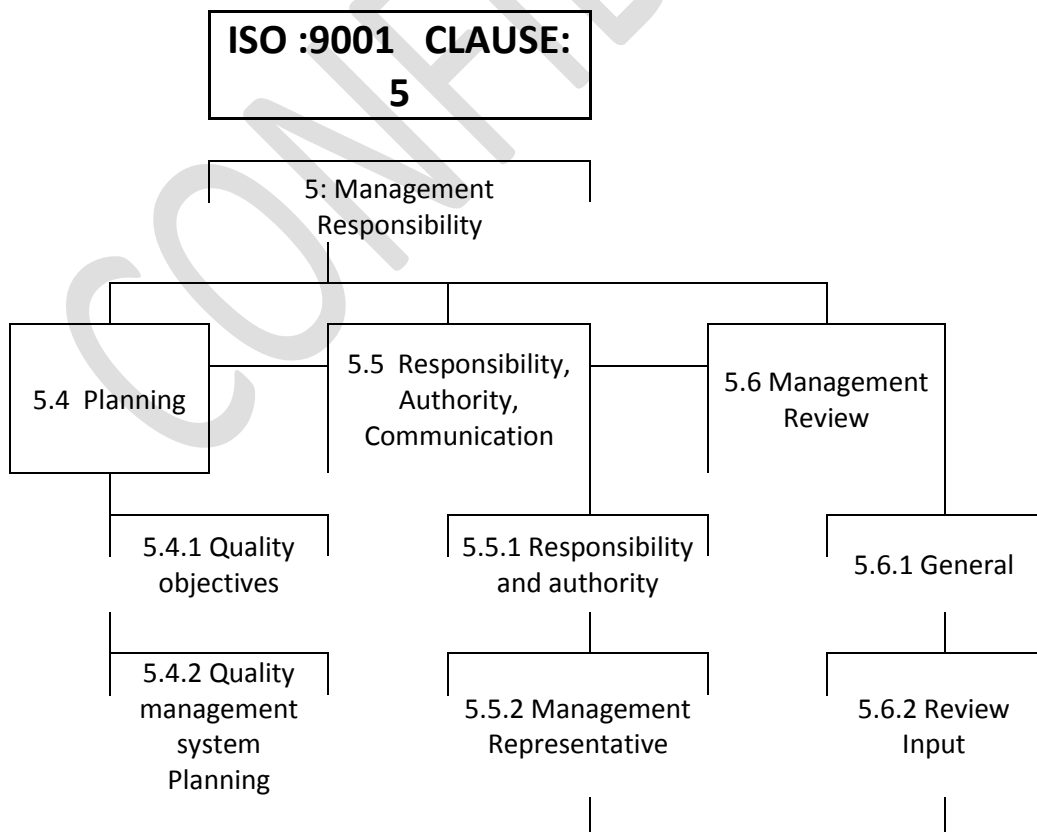 ISO :9001 CLAUSE:
5
5: Management
Responsibility
5.4 Planning
5.5 Responsibility,
Authority,
Communication
5.6 Management
Review
5.4.1 Quality
objectives
5.5.1 Responsibility
and authority
5.6.1 General
5.4.2 Quality
management
system
Planning
5.5.2 Management
Representative
5.6.2 Review
Input
CONF